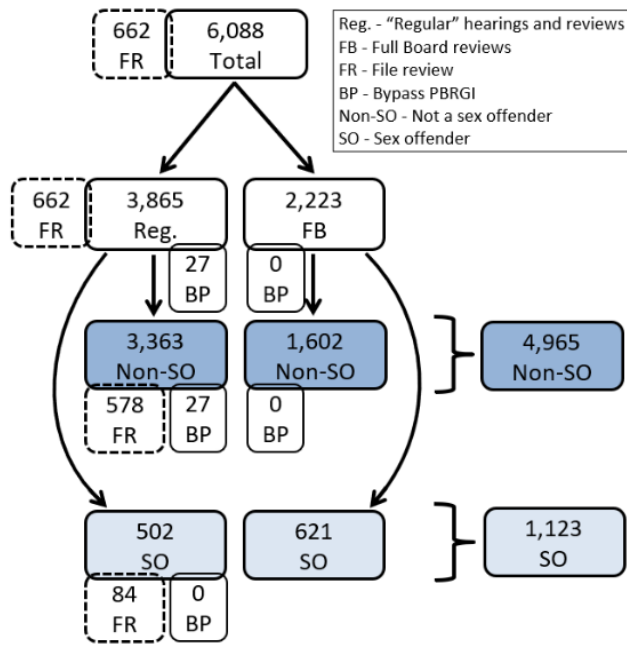 662
FR
6,088
Total
Reg. - “Regular” hearings and reviews
FB - Full Board reviews
FR - File review
BP - Bypass PBRGI
Non-SO - Not a sex offender
SO - Sex offender
662
FR
3,865
Reg.
2,223
FB
27
BP
0
BP
3,363
Non-SO
1,602
Non-SO
4,965
Non-SO
578
FR
27
BP
0
BP
502
SO
621
SO
1,123
SO
84
FR
0
BP